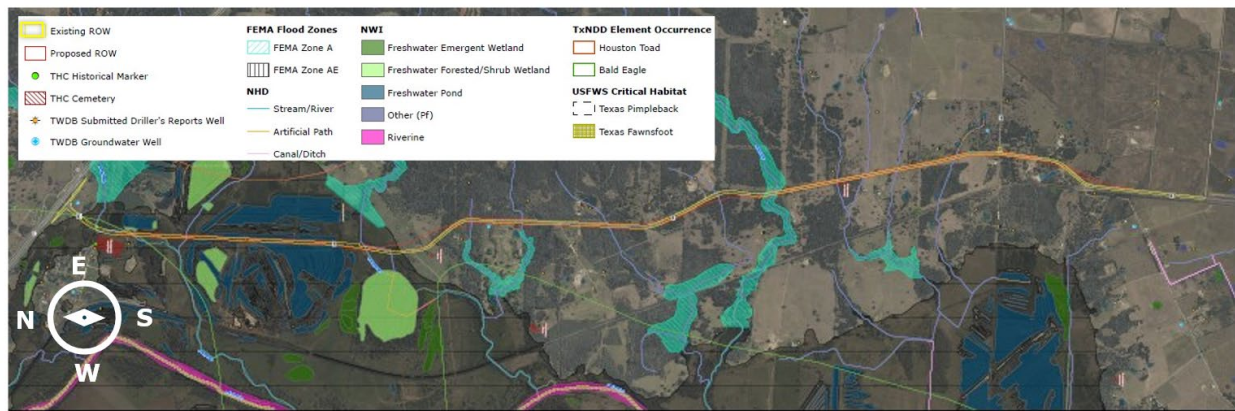 Existing ROW
Proposed ROW
THC Historical Marker
THC Cemetery
TWDB Submitted Driller's Reports Well
TWDB Groundwater Well
FEMA Flood Zones
FEMA Zone A
FEMA Zone AE
NHD
Stream/River
Artificial Path
Canal/Ditch
NWI
Freshwater Emergent Wetland
Freshwater Forested/Shrub Wetland
Freshwater Pond
Other (Pf)
Riverine
TxNDD Element Occurrence
Houston Toad
Bald Eagle
USFWS Critical Habitat
Texas Pimpleback
Texas Fawnsfoot
E
N
S
W